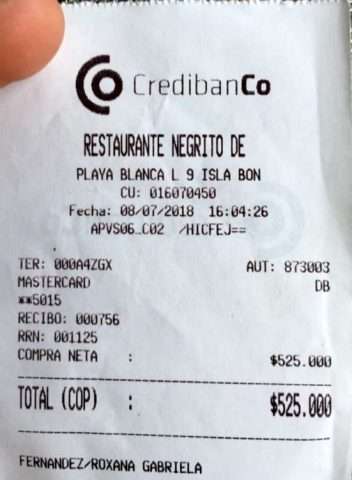 CredibanCo
RESTAURANTE NEGRITO DE
PLAYA BLANCA L 9 ISLA BON
CU: 016070450
Fecha: 08/07/2018 16:04:26
APVS06_C02 /HICFEJ==
TER: 000A4ZGX AUT: 873003
MASTERCARD DB
**5015
RECIBO: 000756
RRN: 001125
COMPRA NETA : $525.000
TOTAL (COP) : $525.000
FERNANDEZ/ROXANA GABRIELA